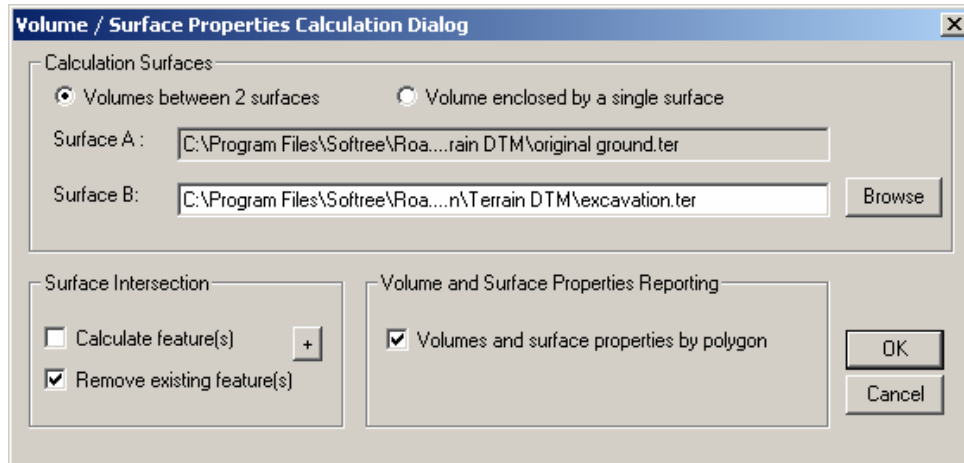 Volume / Surface Properties Calculation Dialog
Calculation Surfaces
Volumes between 2 surfaces
Volume enclosed by a single surface
Surface A :
C:\Program Files\Softree\Roa....rain DTM\original ground.ter
Surface B:
C:\Program Files\Softree\Roa....n\Terrain DTM\excavation.ter
Browse
Surface Intersection
Calculate feature(s)
+
Remove existing feature(s)
Volume and Surface Properties Reporting
Volumes and surface properties by polygon
OK
Cancel